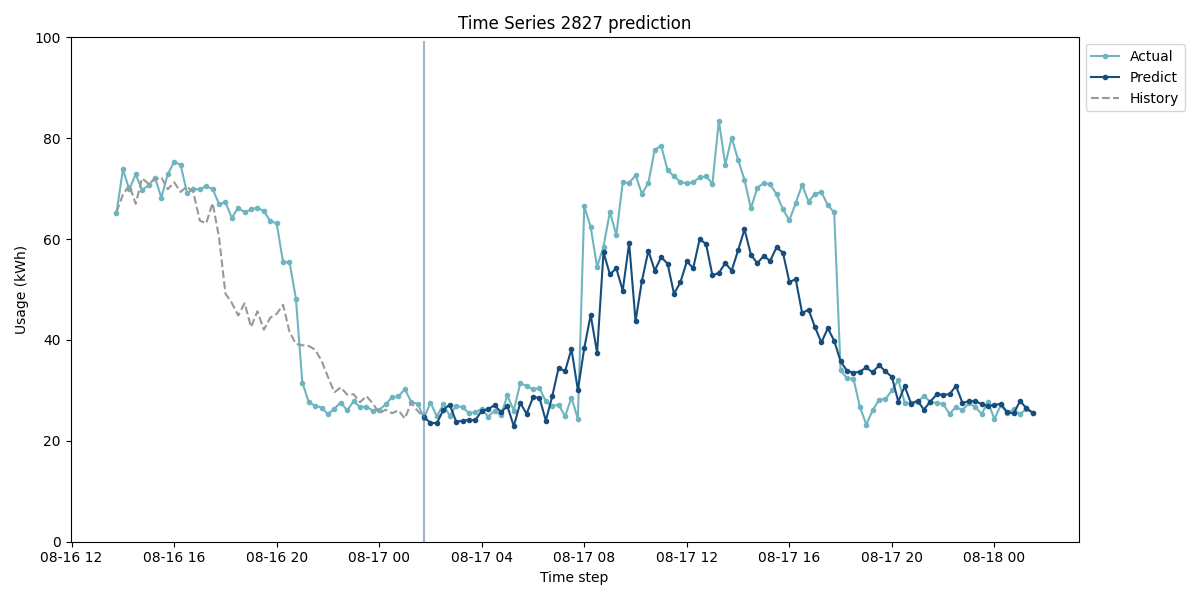 Time Series 2827 prediction
100
80
60
40
20
0
Usage (kWh)
08-16 12
08-16 16
08-16 20
08-17 00
08-17 04
08-17 08
08-17 12
08-17 16
08-17 20
08-18 00
Time step
Actual
Predict
History